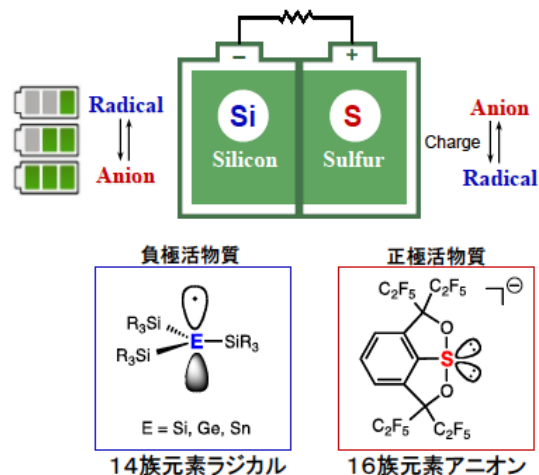 − +
Radical
Anion
Si
Silicon
S
Sulfur
Charge
Anion
Radical
負極活物質
R₃Si
R₃Si
E
SiR₃
E = Si, Ge, Sn
14族元素ラジカル
正極活物質
C₂F₅ C₂F₅
⊖
O
S
O
C₂F₅ C₂F₅
16族元素アニオン